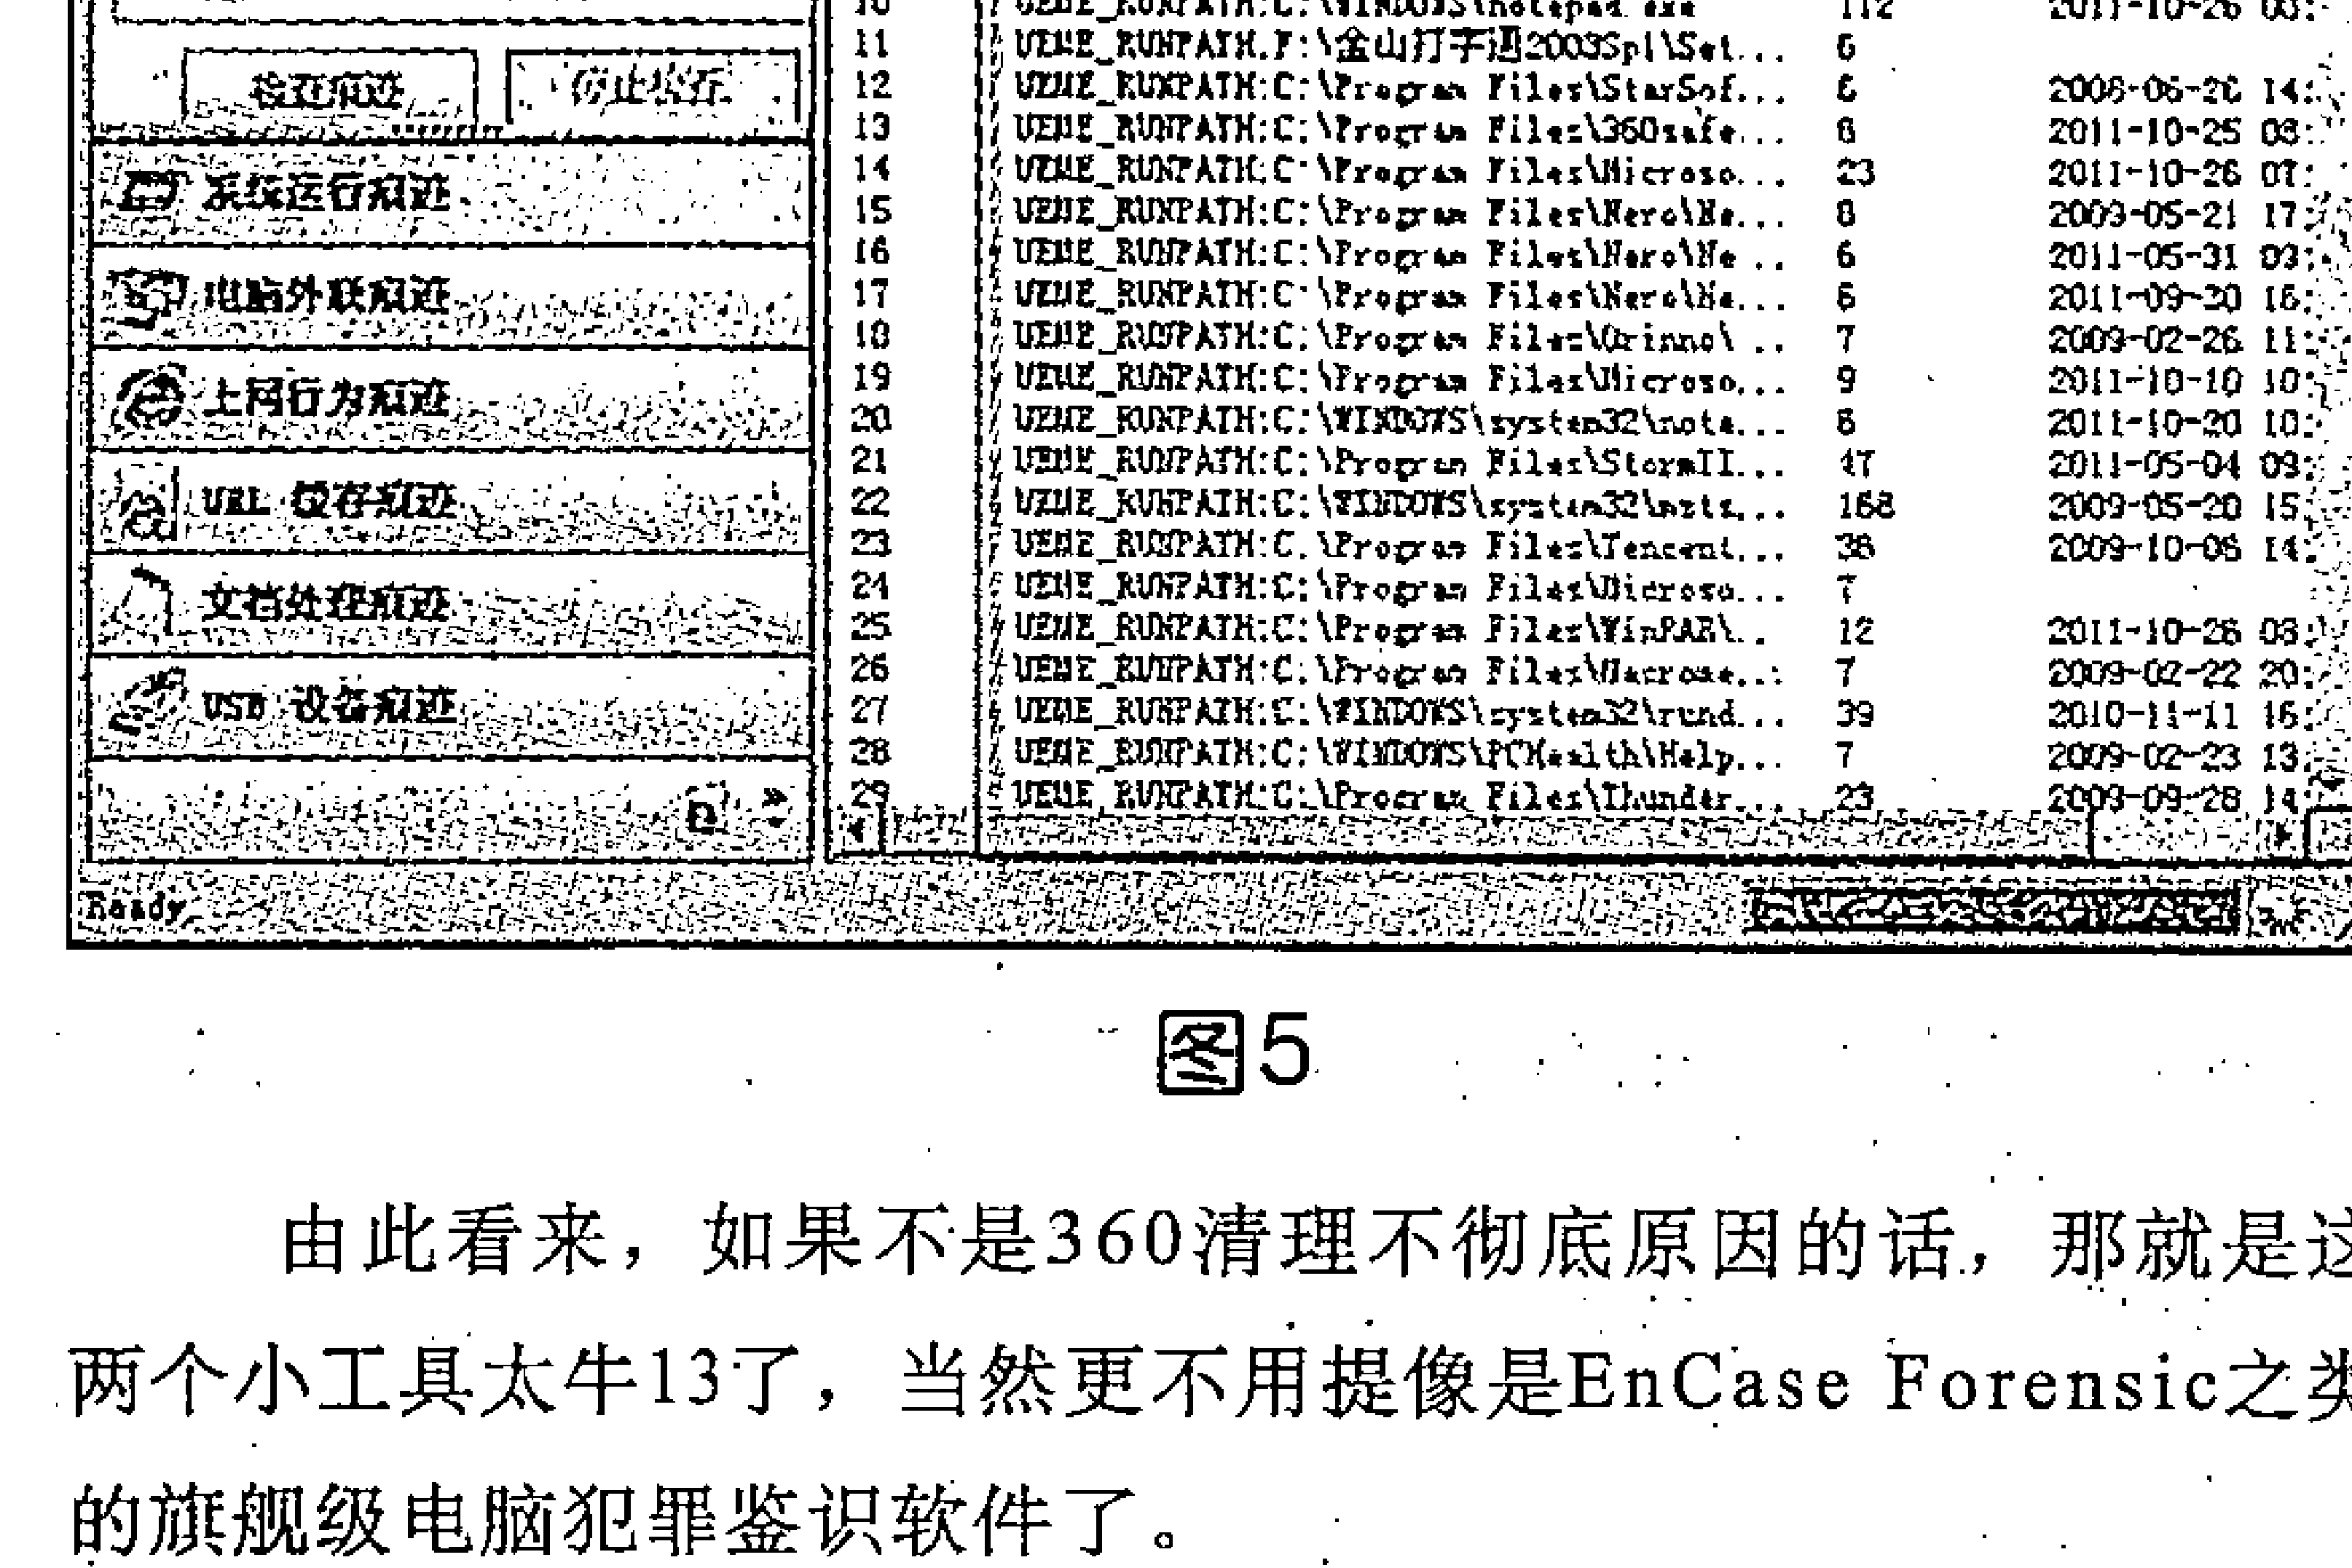 11 UEME_RUNPATH.F:\金山打字通2003Spl\Set... 6
12 UEME_RUNPATH:C:\Program Files\StarSof... 6 2008-06-26 14:
13 UEME_RUNPATH:C:\Program Files\360safe... 2011-10-25
14 UEME_RUNPATH:C:\Program Files\Microso... 23 2011-10-26 07:
15 UEME_RUNPATH:C:\Program Files\Nero\Ne... 2009-05-21 17:
16 UEME_RUNPATH:C:\Program Files\Nero\Ne .. 6 2011-05-31 09:
17 UEME_RUNPATH:C:\Program Files\Nero\Ne... 6 2011-09-20 16:
18 UEME_RUNPATH:C:\Program Files\Orinno\ .. 7 2009-02-26 11:
19 UEME_RUNPATH:C:\Program Files\Microso... 9 2011-10-10 10:
20 UEME_RUNPATH:C:\WINDOWS\system32\note... 6 2011-10-20 10:
21 UEME_RUNPATH:C:\Program Files\StormII... 47 2011-05-04 09:
22 UEME_RUNPATH:C:\WINDOWS\system32\msts... 168 2009-05-20 15:
23 UEME_RUNPATH:C.\Program Files\Tencent... 38 2009-10-06 14:
24 UEME_RUNPATH:C:\Program Files\Microso... 7
25 UEME_RUNPATH:C:\Program Files\WinRAR\.. 12 2011-10-26
26 UEME_RUNPATH:C:\Program Files\Macrome... 7 2009-02-22 20:
27 UEME_RUNPATH:C:\WINDOWS\system32\rund... 39 2010-11-11 16:
28 UEME_RUNPATH:C:\WINDOWS\PCHealth\Help... 7 2009-02-23 13:
29 UEME_RUNPATH:C:\Program Files\Thunder... 23 2009-09-28 14:
检查痕迹 停止操作
系统运行痕迹
电脑外联痕迹
上网行为痕迹
URL 缓存痕迹
文档处理痕迹
USB 设备痕迹
Ready
图5
由此看来，如果不是360清理不彻底原因的话，那就是这
两个小工具太牛13了，当然更不用提像是EnCase Forensic之类
的旗舰级电脑犯罪鉴识软件了。